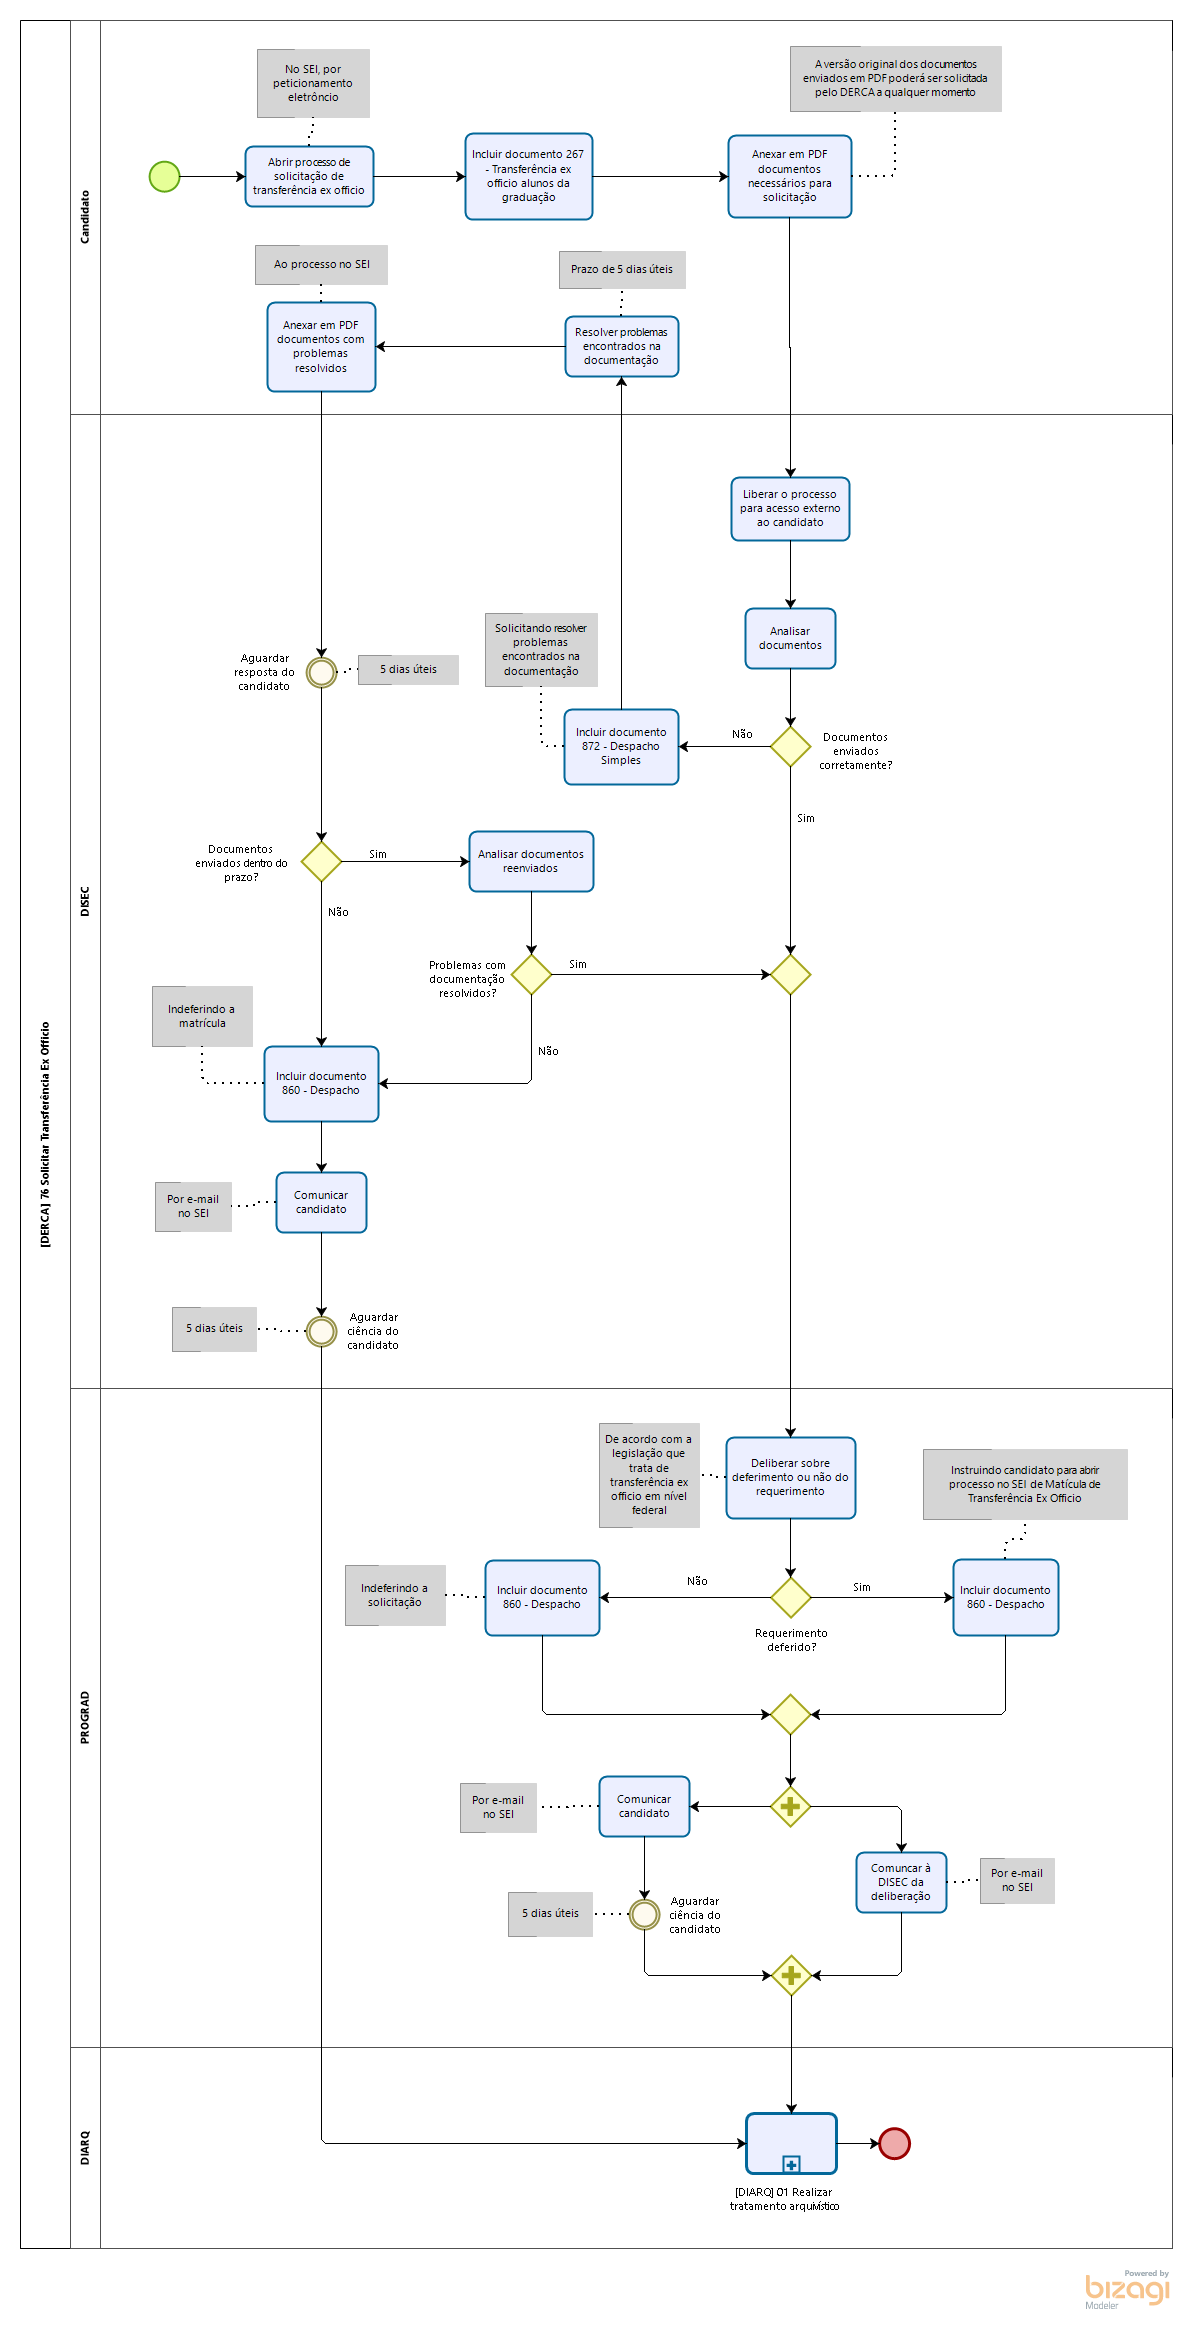 [DERCA] 76 Solicitar Transferência Ex Officio
Candidato
No SEI, por
peticionamento
eletrôncio
A versão original dos documentos
enviados em PDF poderá ser solicitada
pelo DERCA a qualquer momento
Abrir processo de
solicitação de
transferência ex officio
Incluir documento 267
- Transferência ex
officio alunos da
graduação
Anexar em PDF
documentos
necessários para
solicitação
Ao processo no SEI
Prazo de 5 dias úteis
Anexar em PDF
documentos com
problemas
resolvidos
Resolver problemas
encontrados na
documentação
DISEC
Liberar o processo
para acesso externo
ao candidato
Analisar
documentos
Solicitando resolver
problemas
encontrados na
documentação
Aguardar
resposta do
candidato
5 dias úteis
Incluir documento
872 - Despacho
Simples
Não
Documentos
enviados
corretamente?
Sim
Documentos
enviados dentro do
prazo?
Sim
Analisar documentos
reenviados
Não
Problemas com
documentação
resolvidos?
Sim
Não
Indeferindo a
matrícula
Incluir documento
860 - Despacho
Por e-mail
no SEI
Comunicar
candidato
5 dias úteis
Aguardar
ciência do
candidato
PROGRAD
De acordo com a
legislação que
trata de
transferência ex
officio em nível
federal
Deliberar sobre
deferimento ou não do
requerimento
Instruindo candidato para abrir
processo no SEI de Matícula de
Transferência Ex Officio
Indeferindo a
solicitação
Incluir documento
860 - Despacho
Não
Sim
Requerimento
deferido?
Incluir documento
860 - Despacho
Por e-mail
no SEI
Comunicar
candidato
Comuncar à
DISEC da
deliberação
Por e-mail
no SEI
5 dias úteis
Aguardar
ciência do
candidato
DIARQ
[DIARQ] 01 Realizar
tratamento arquivístico
Powered by
bizagi
Modeler